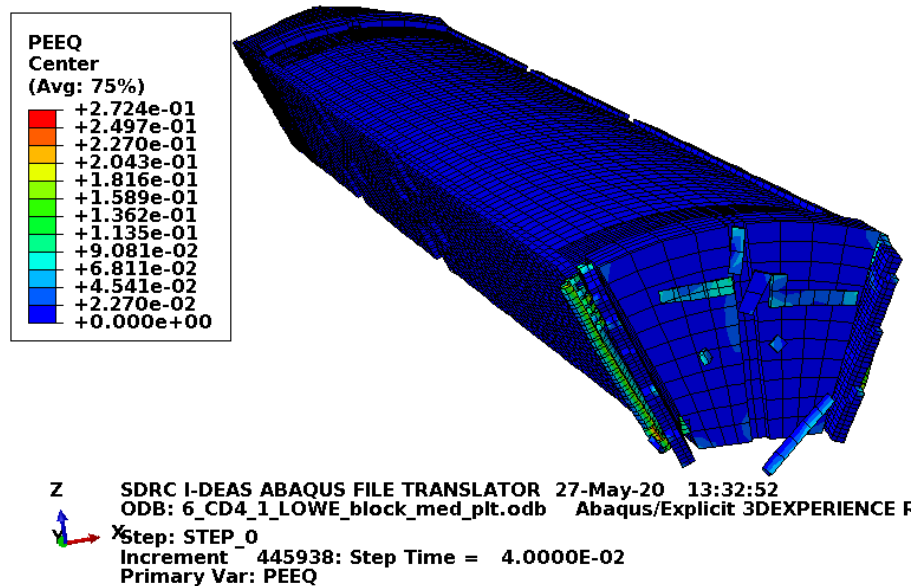 PEEQ
Center
(Avg: 75%)
+2.724e-01
+2.497e-01
+2.270e-01
+2.043e-01
+1.816e-01
+1.589e-01
+1.362e-01
+1.135e-01
+9.081e-02
+6.811e-02
+4.541e-02
+2.270e-02
+0.000e+00
Z
Y
X
SDRC I-DEAS ABAQUS FILE TRANSLATOR 27-May-20 13:32:52
ODB: 6_CD4_1_LOWE_block_med_plt.odb Abaqus/Explicit 3DEXPERIENCE R
Step: STEP_0
Increment 445938: Step Time = 4.0000E-02
Primary Var: PEEQ